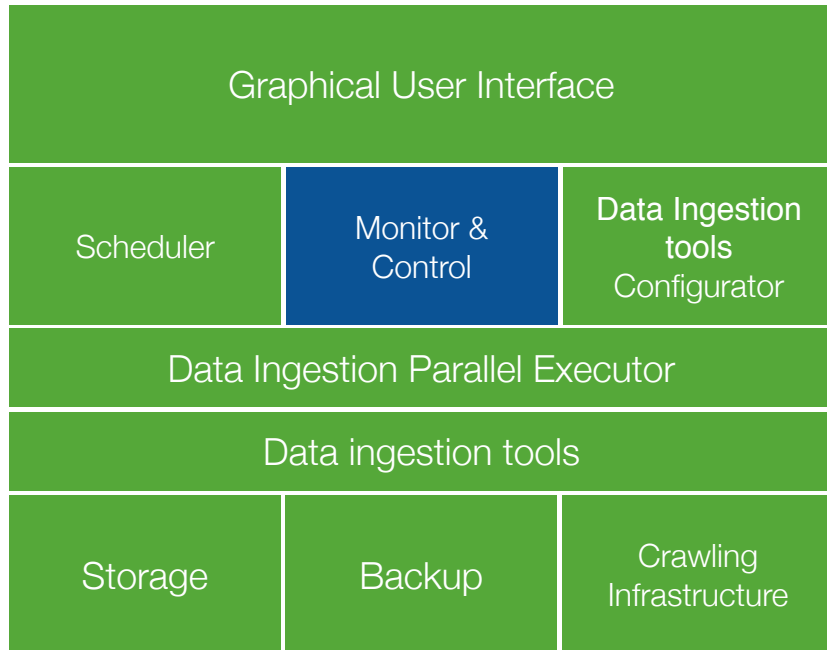 Graphical User Interface
Scheduler
Monitor &
Control
Data Ingestion
tools
Configurator
Data Ingestion Parallel Executor
Data ingestion tools
Storage
Backup
Crawling
Infrastructure